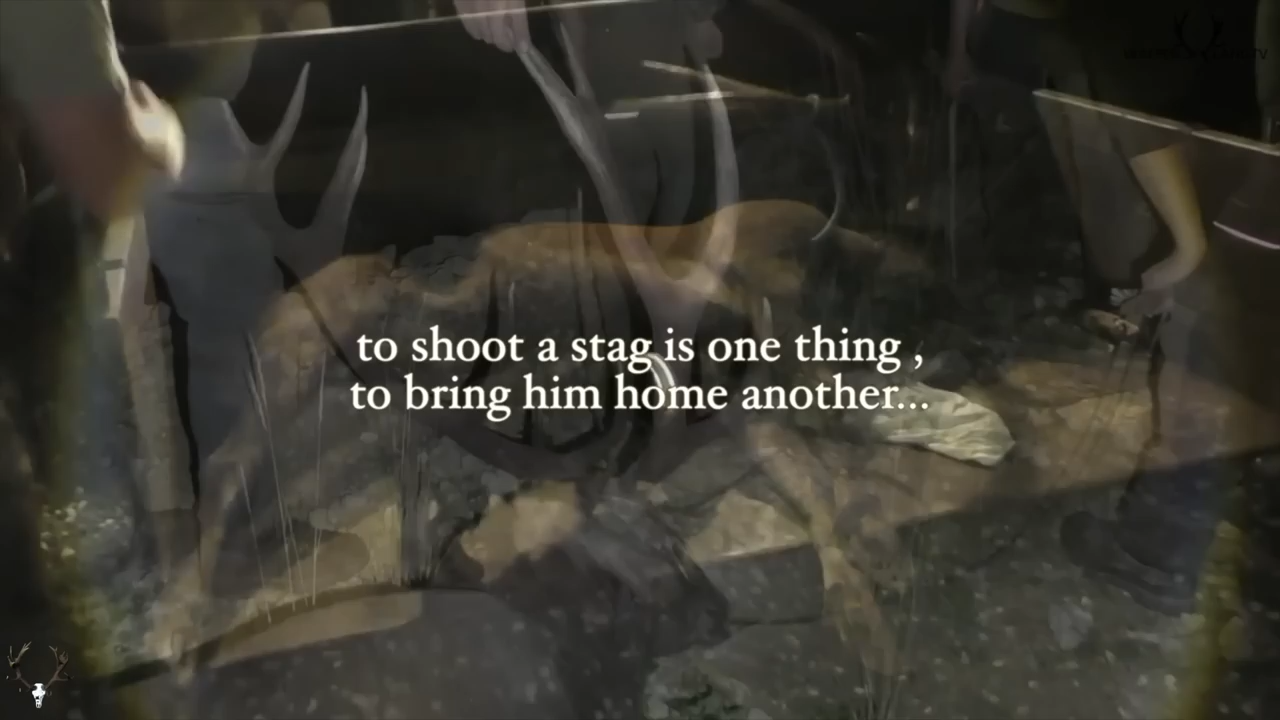 to shoot a stag is one thing ,
to bring him home another...